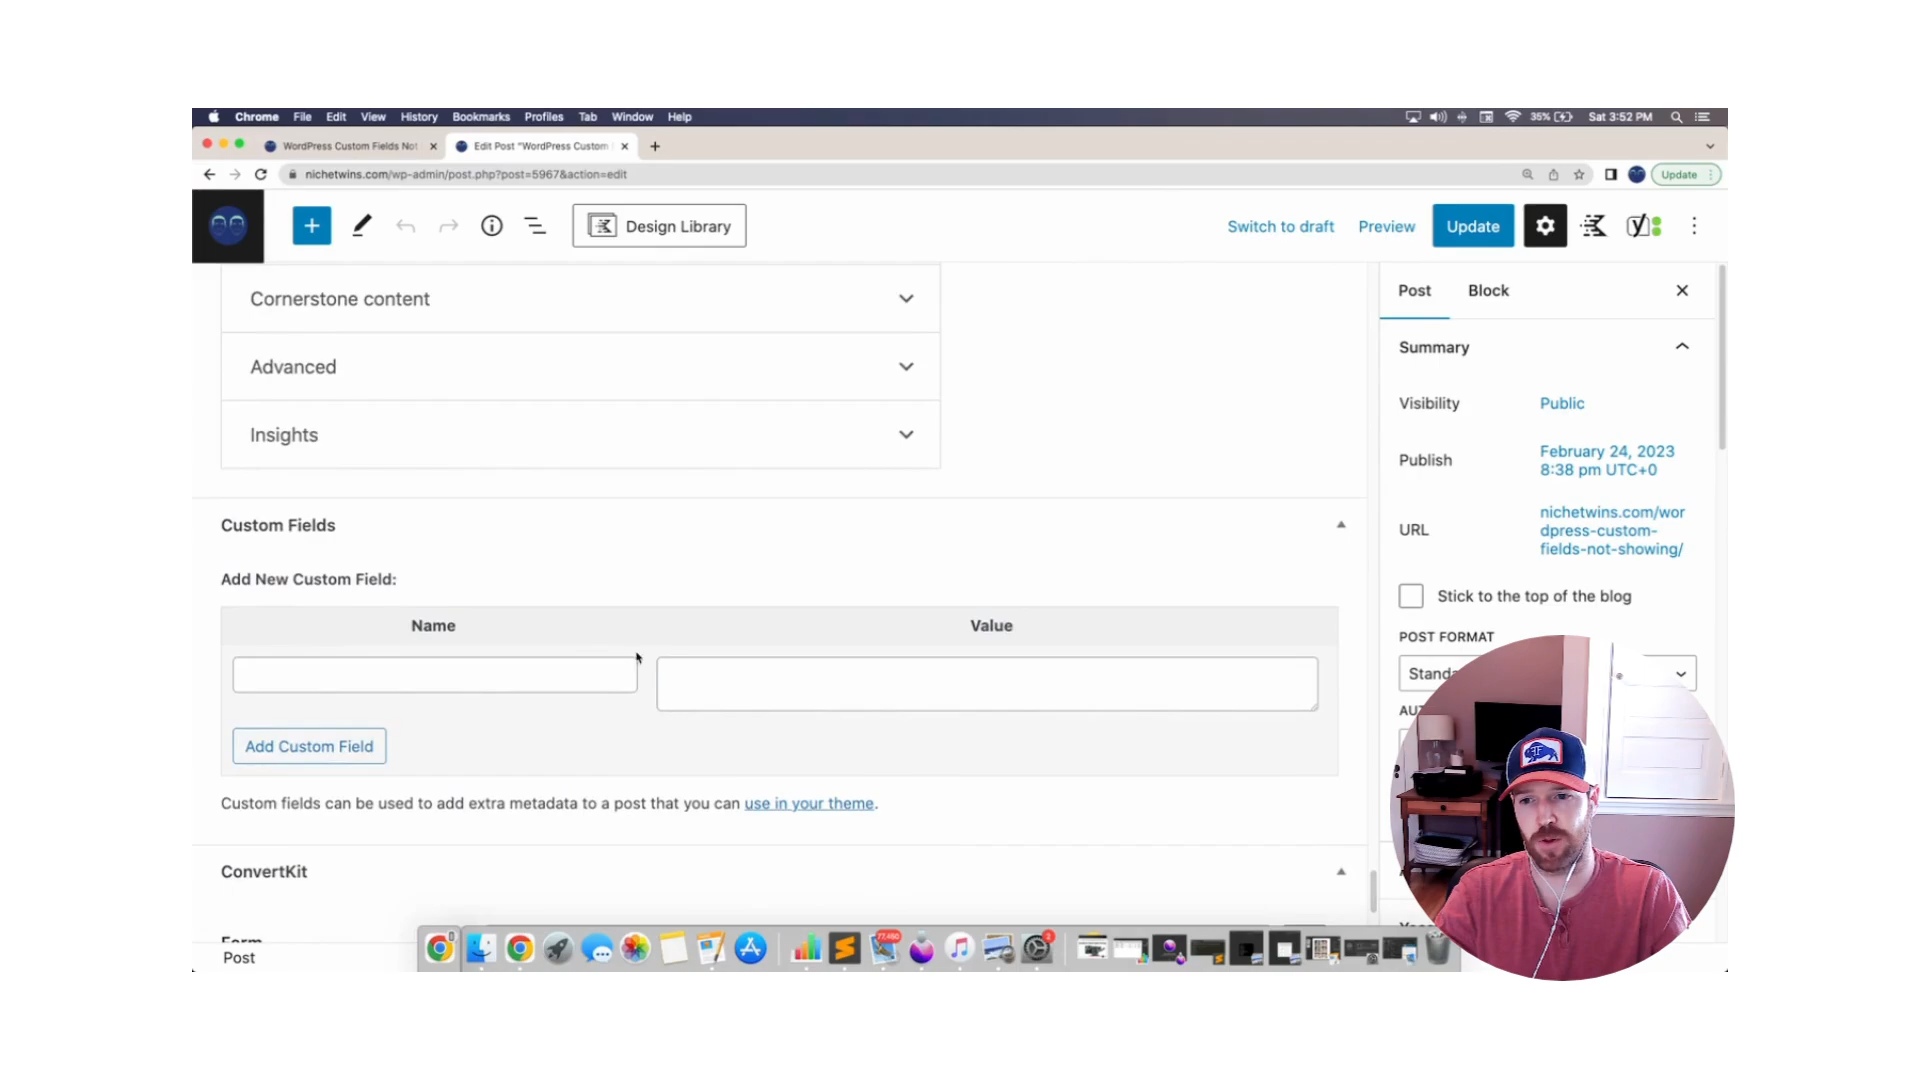 Chrome File Edit View History Bookmarks Profiles Tab Window Help 35% Sat 3:52 PM
WordPress Custom Fields Not Edit Post "WordPress Custom
nichetwins.com/wp-admin/post.php?post=5967&action=edit Update
Design Library Switch to draft Preview Update
Post Block
Cornerstone content
Summary
Advanced
Visibility Public
Insights
Publish February 24, 2023
8:38 pm UTC+0
URL nichetwins.com/wor
dpress-custom-
fields-not-showing/
Custom Fields
Add New Custom Field:
Stick to the top of the blog
Name Value
POST FORMAT
Add Custom Field
Custom fields can be used to add extra metadata to a post that you can use in your theme.
ConvertKit
Post